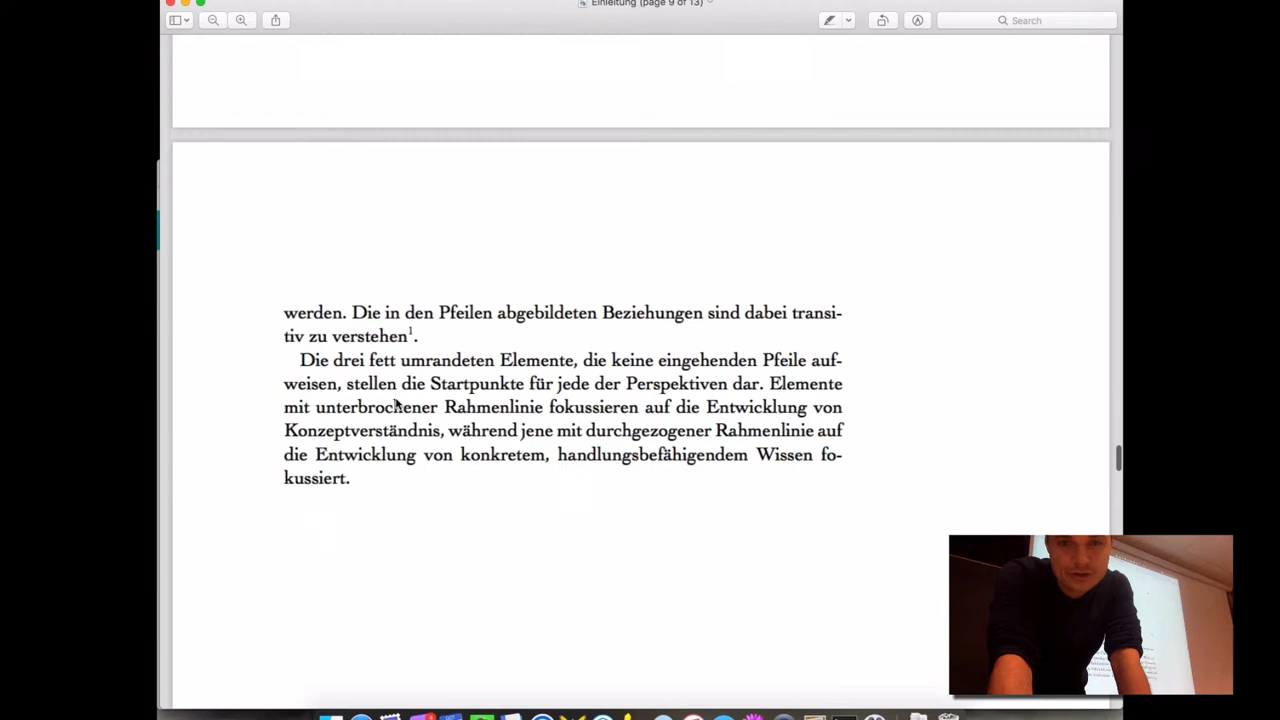 Einleitung (page 9 of 13)
Search
werden. Die in den Pfeilen abgebildeten Beziehungen sind dabei transi-
tiv zu verstehen¹.
Die drei fett umrandeten Elemente, die keine eingehenden Pfeile auf-
weisen, stellen die Startpunkte für jede der Perspektiven dar. Elemente
mit unterbrochener Rahmenlinie fokussieren auf die Entwicklung von
Konzeptverständnis, während jene mit durchgezogener Rahmenlinie auf
die Entwicklung von konkretem, handlungsbefähigendem Wissen fo-
kussiert.